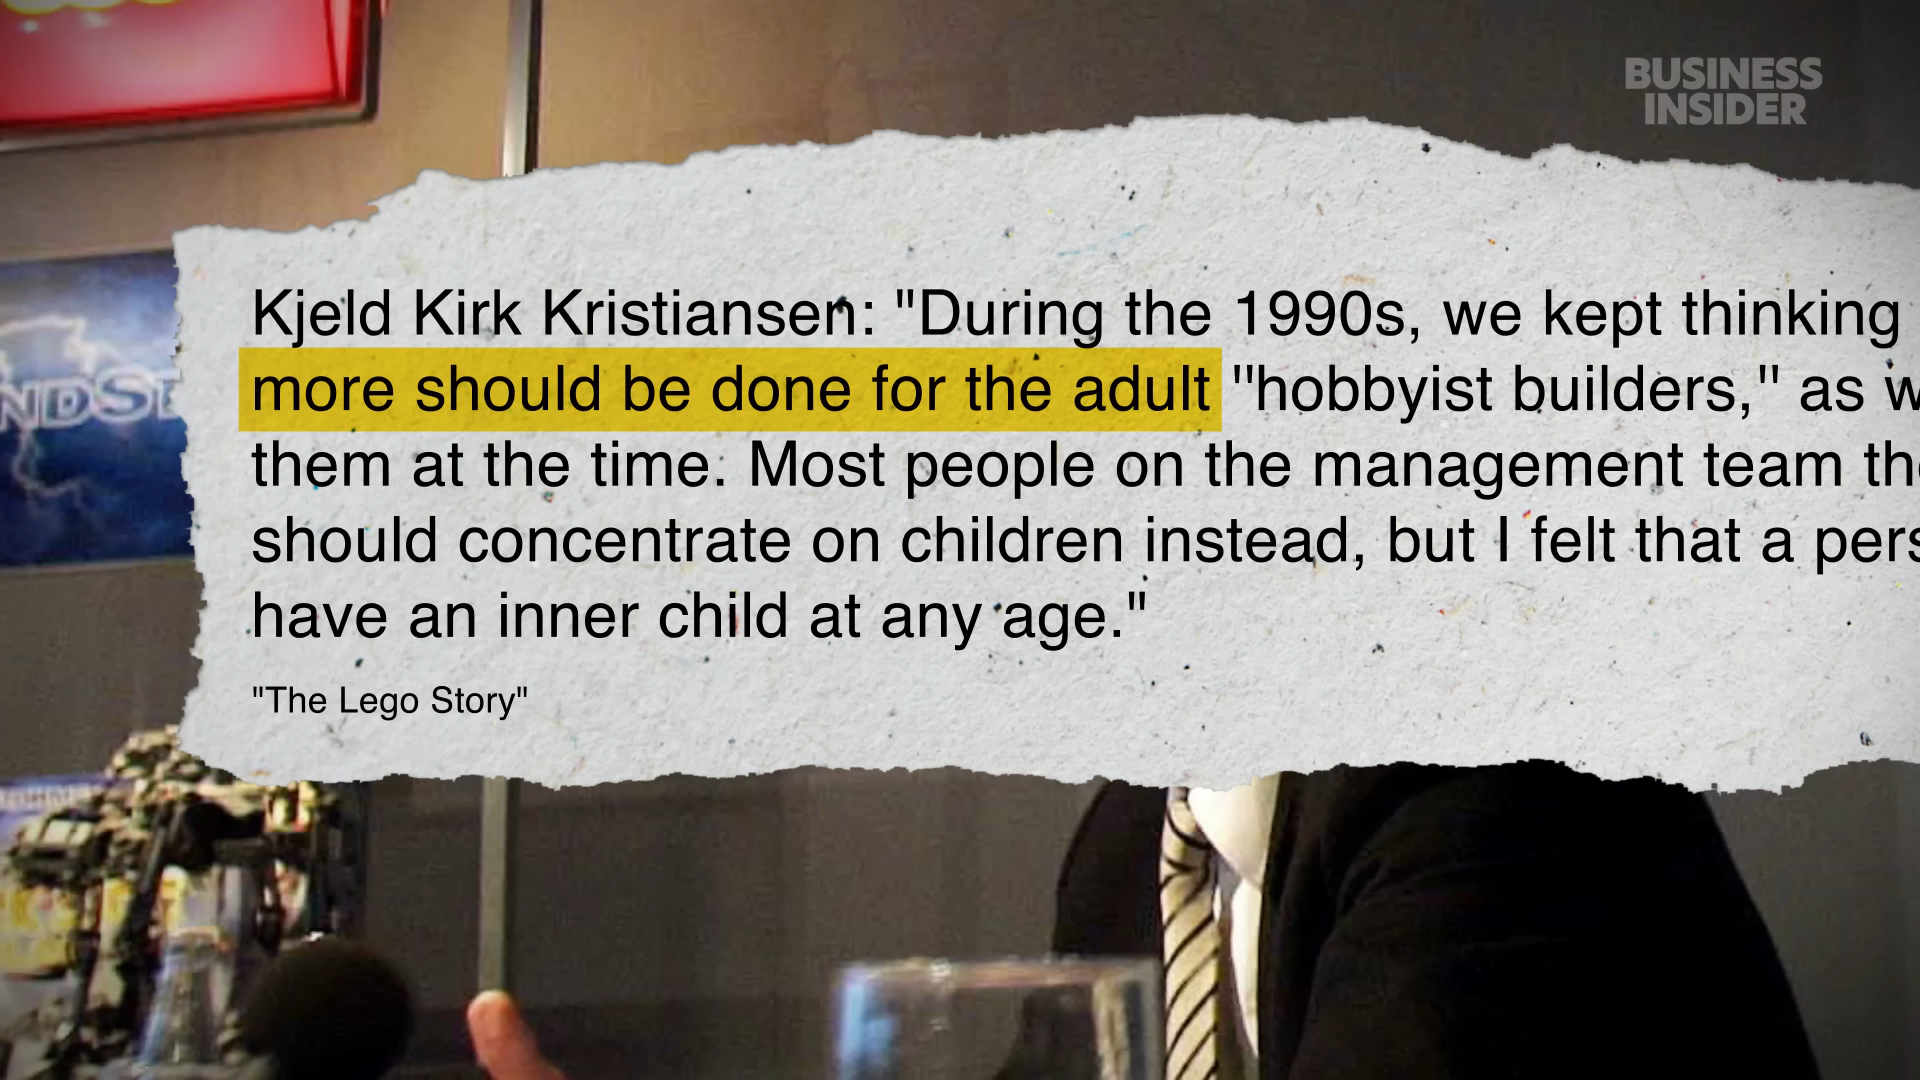 BUSINESS
INSIDER
Kjeld Kirk Kristiansen: "During the 1990s, we kept thinking
more should be done for the adult "hobbyist builders," as
them at the time. Most people on the management team
should concentrate on children instead, but I felt that a
have an inner child at any age."
"The Lego Story"